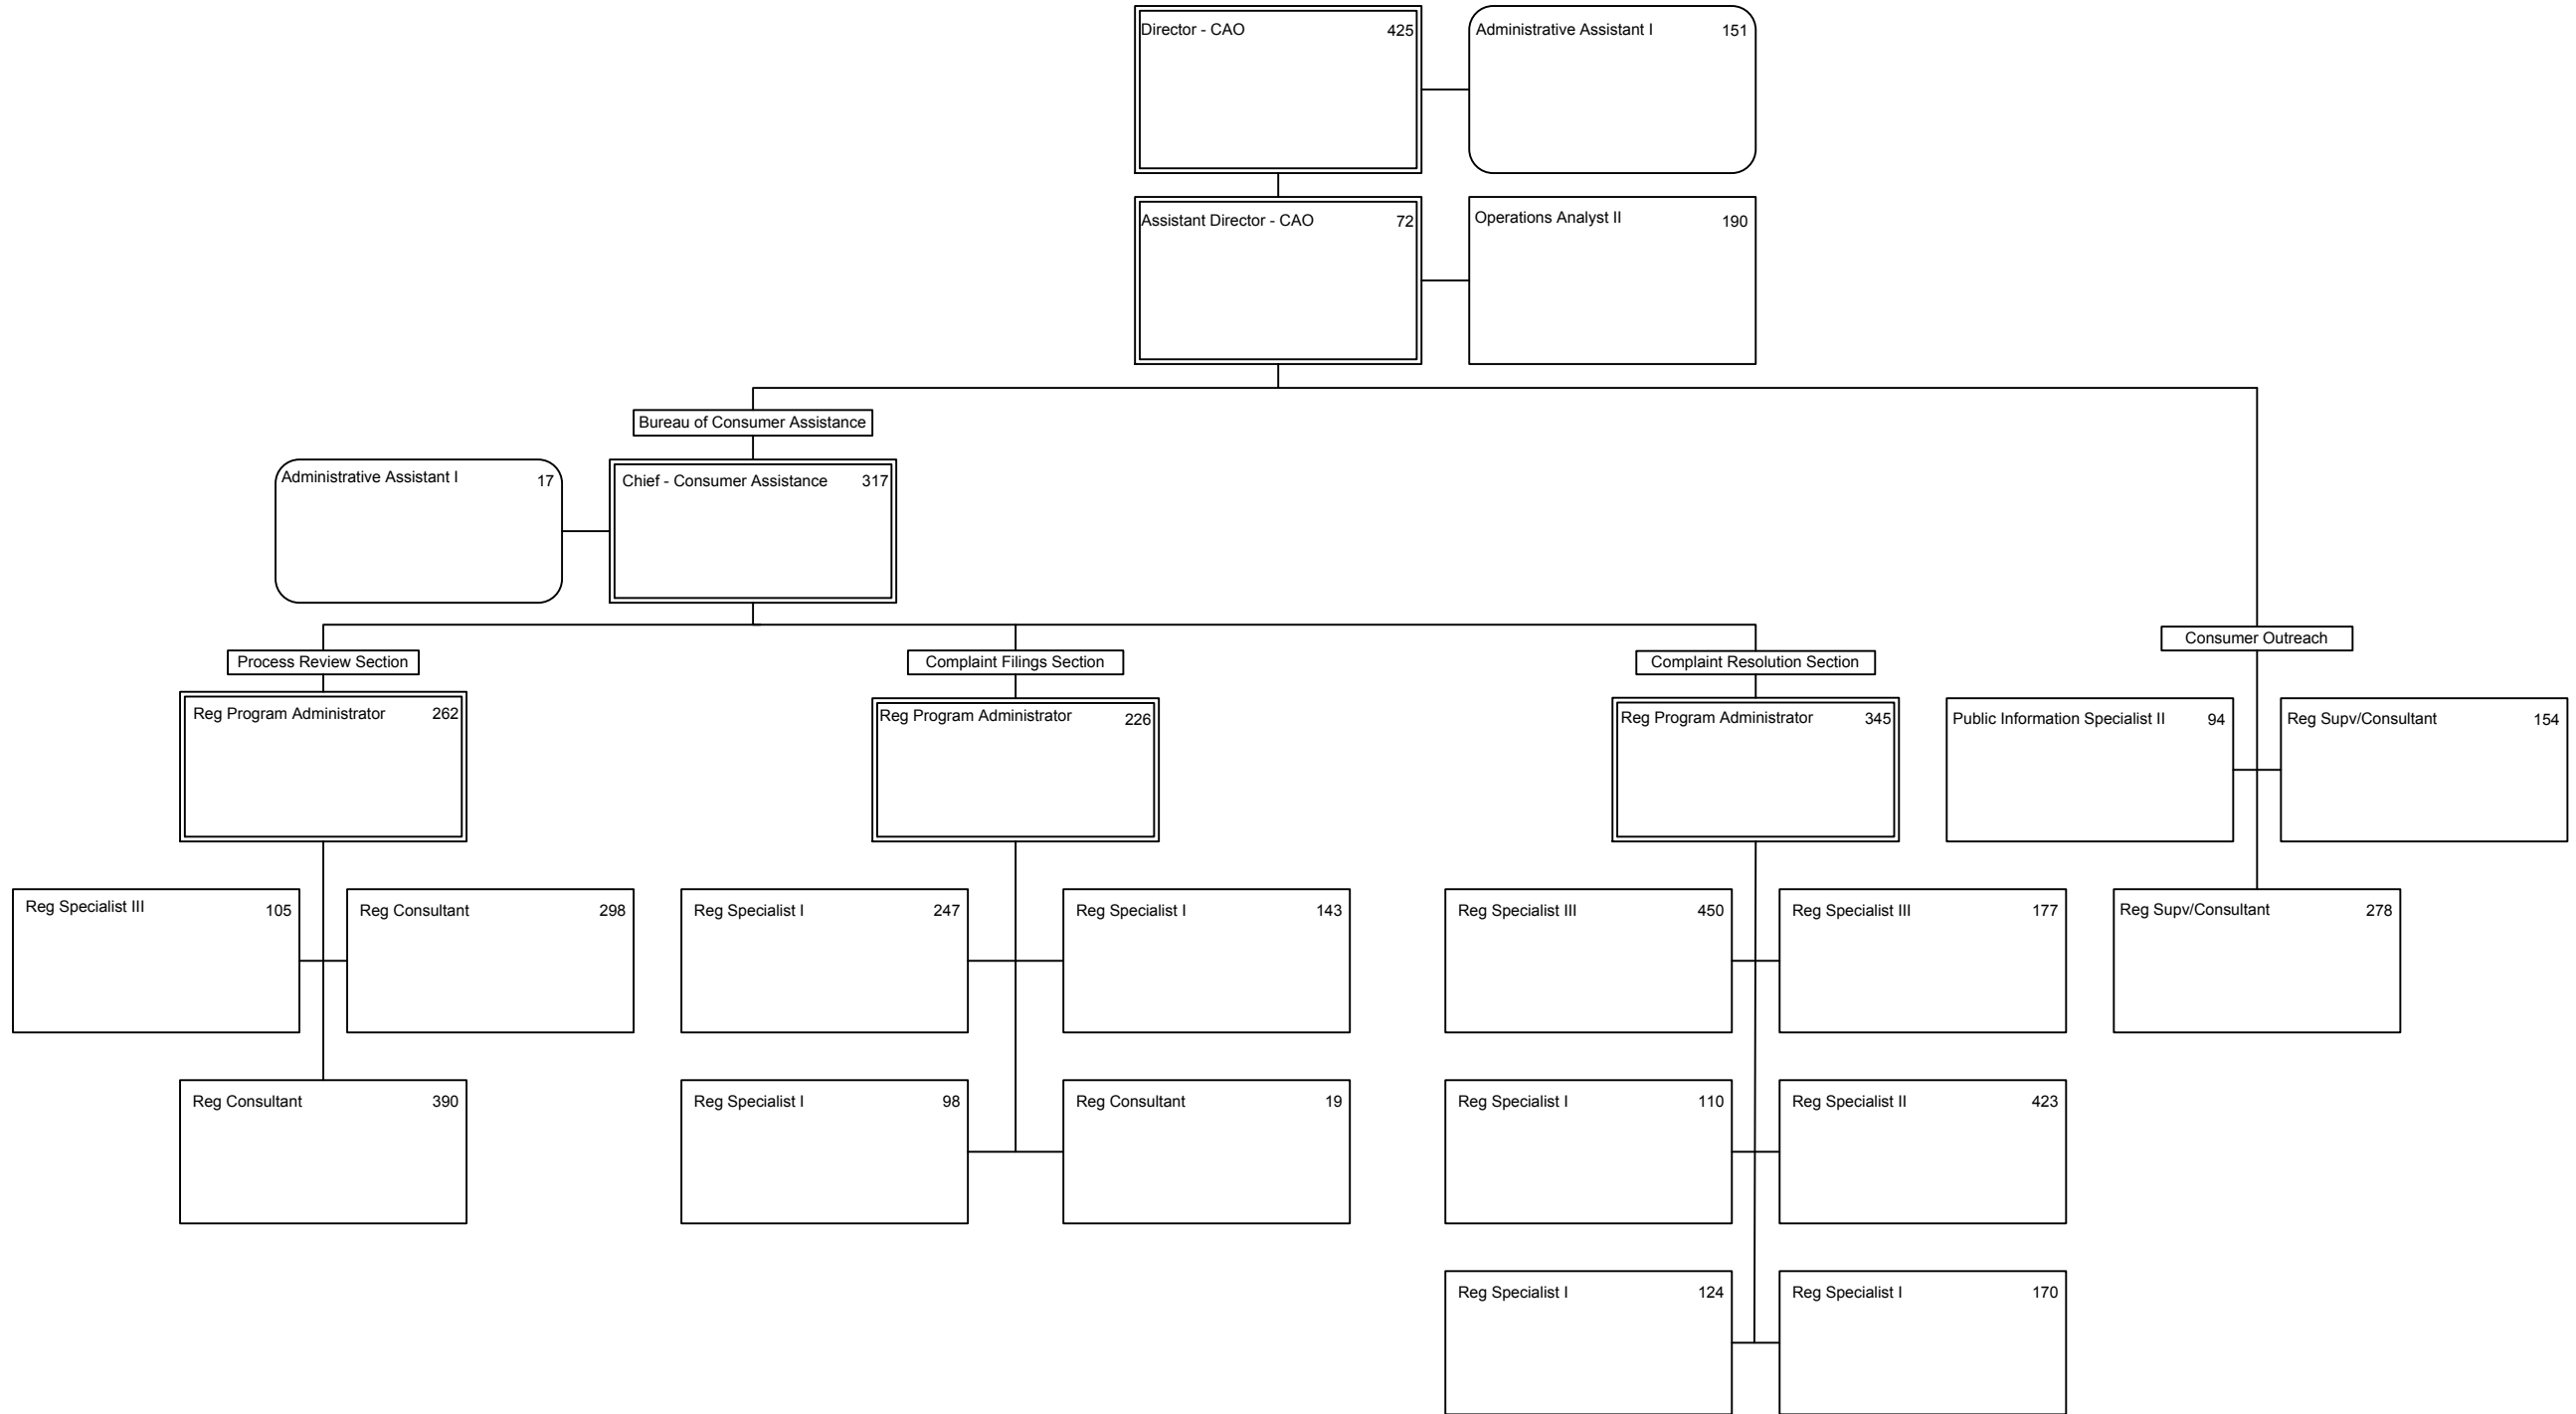 Director - CAO 425
Administrative Assistant I 151
Assistant Director - CAO 72
Operations Analyst II 190
Bureau of Consumer Assistance
Administrative Assistant I 17
Chief - Consumer Assistance 317
Consumer Outreach
Process Review Section
Complaint Filings Section
Complaint Resolution Section
Reg Program Administrator 262
Reg Program Administrator 226
Reg Program Administrator 345
Public Information Specialist II 94
Reg Supv/Consultant 154
Reg Specialist III 105
Reg Consultant 298
Reg Specialist I 247
Reg Specialist I 143
Reg Specialist III 450
Reg Specialist III 177
Reg Supv/Consultant 278
Reg Consultant 390
Reg Specialist I 98
Reg Consultant 19
Reg Specialist I 110
Reg Specialist II 423
Reg Specialist I 124
Reg Specialist I 170